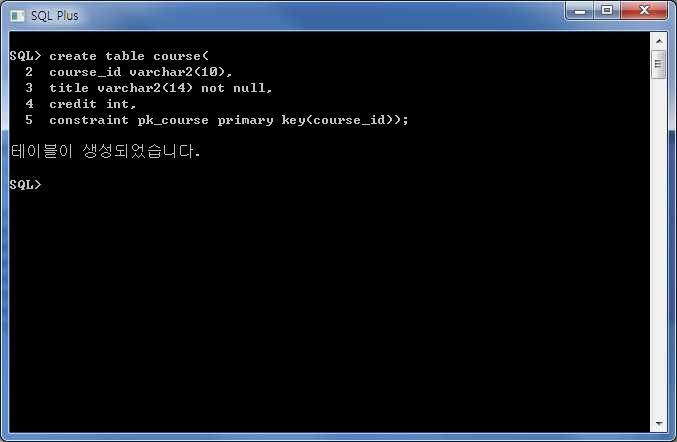 SQL Plus
SQL> create table course(
  2  course_id varchar2(10),
  3  title varchar2(14) not null,
  4  credit int,
  5  constraint pk_course primary key(course_id));
테이블이 생성되었습니다.
SQL>